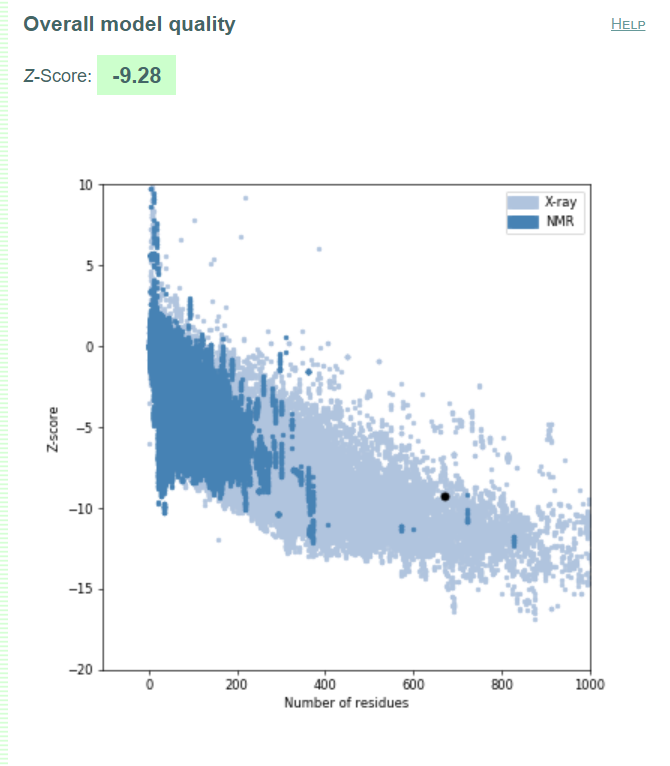 Overall model quality
HELP
Z-Score: -9.28
10
X-ray
NMR
5
0
−5
−10
−15
−20
Z-score
0 200 400 600 800 1000
Number of residues